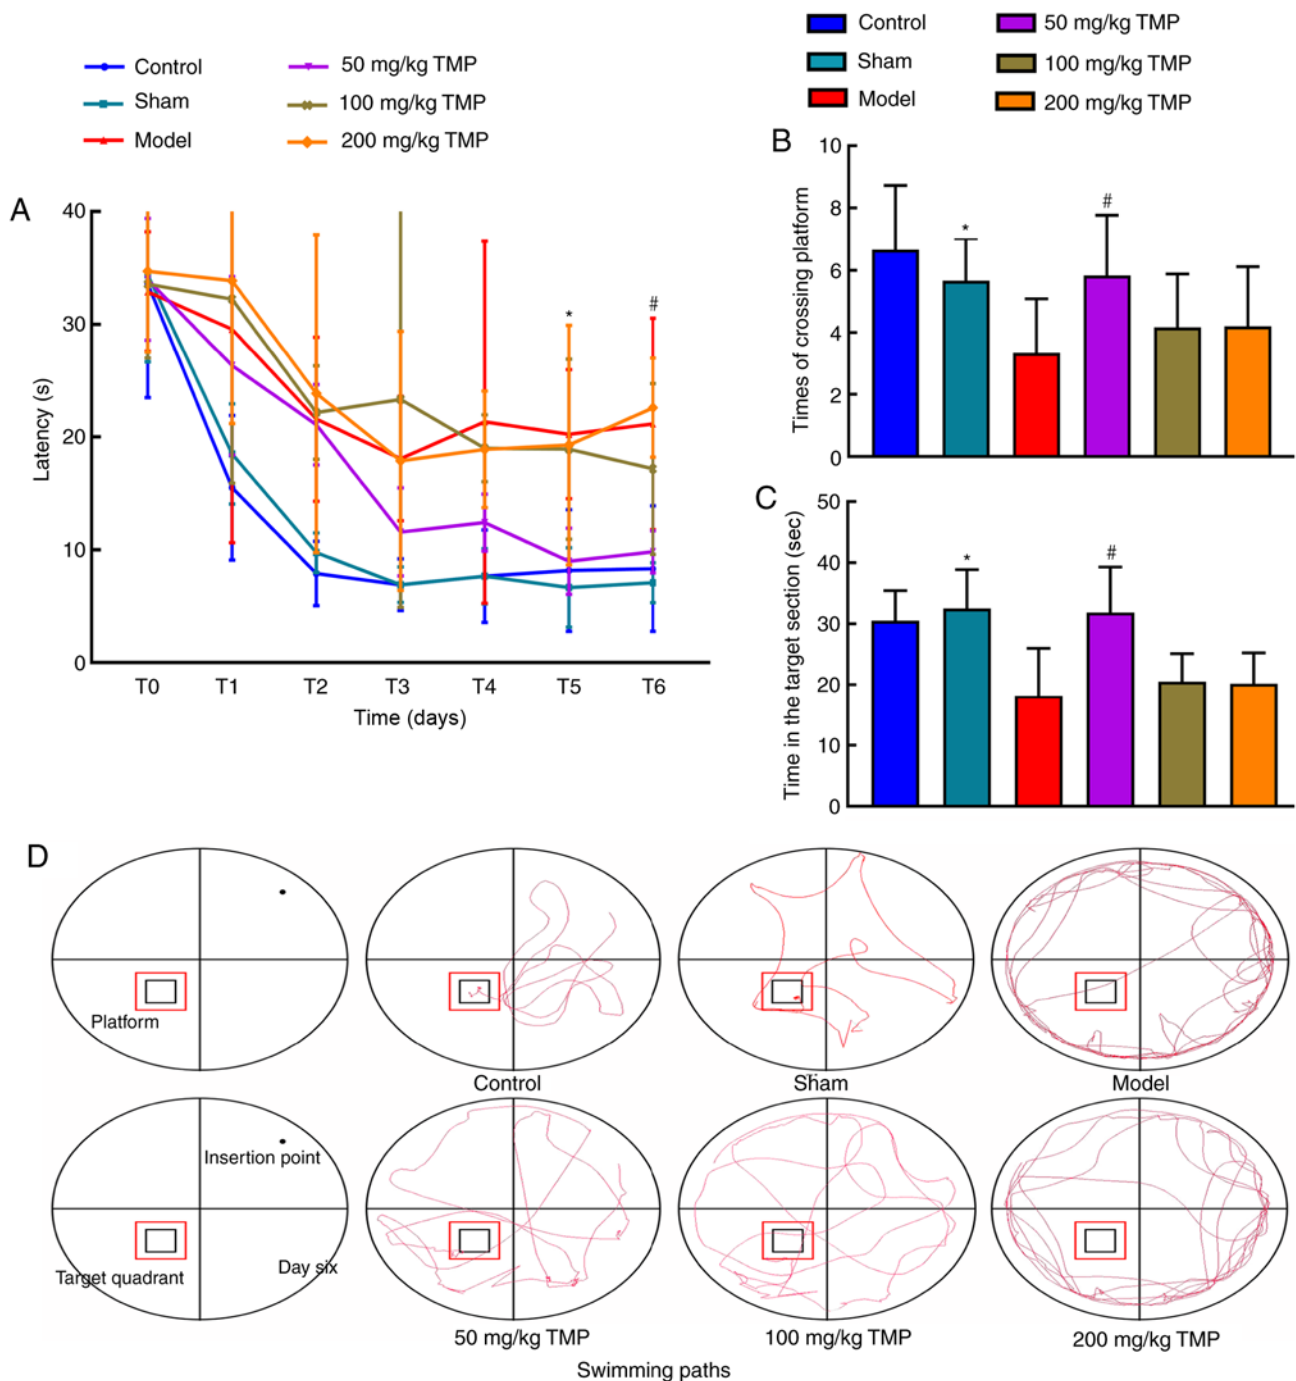 Control
Sham
Model
50 mg/kg TMP
100 mg/kg TMP
200 mg/kg TMP
Control
Sham
Model
50 mg/kg TMP
100 mg/kg TMP
200 mg/kg TMP
A
Latency (s)
40
30
20
10
0
*
#
T0 T1 T2 T3 T4 T5 T6
Time (days)
B
Times of crossing platform
10
8
6
4
2
0
*
#
C
Time in the target section (sec)
50
40
30
20
10
0
*
#
D
Platform
Control
Sham
Model
Insertion point
Target quadrant
Day six
50 mg/kg TMP
100 mg/kg TMP
200 mg/kg TMP
Swimming paths